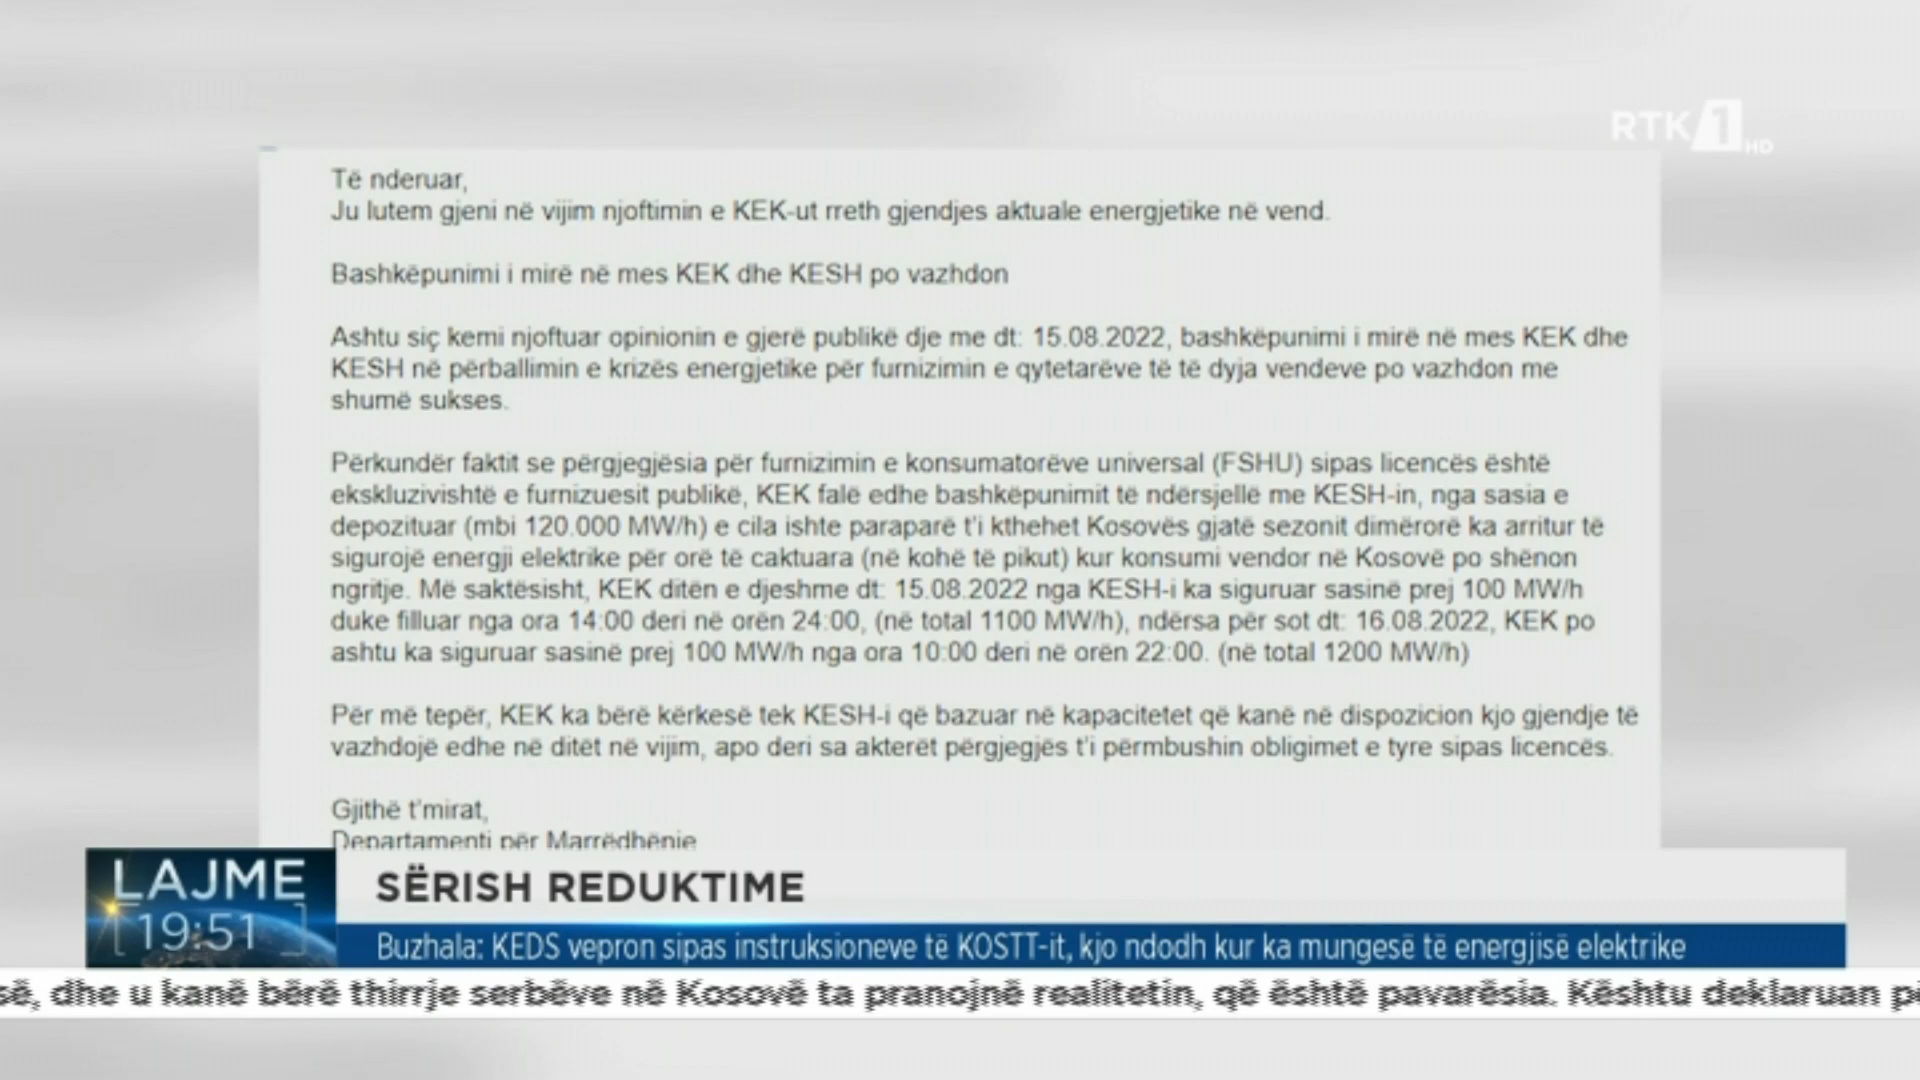 RTK 1 HD
Të nderuar,
Ju lutem gjeni në vijim njoftimin e KEK-ut rreth gjendjes aktuale energjetike në vend.
Bashkëpunimi i mirë në mes KEK dhe KESH po vazhdon
Ashtu siç kemi njoftuar opinionin e gjerë publikë dje me dt: 15.08.2022, bashkëpunimi i mirë në mes KEK dhe
KESH në përballimin e krizës energjetike për furnizimin e qytetarëve të të dyja vendeve po vazhdon me
shumë sukses.
Përkundër faktit se përgjegjësia për furnizimin e konsumatorëve universal (FSHU) sipas licencës është
ekskluzivishtë e furnizuesit publikë, KEK falë edhe bashkëpunimit të ndërsjellë me KESH-in, nga sasia e
depozituar (mbi 120.000 MW/h) e cila ishte paraparë t'i kthehet Kosovës gjatë sezonit dimërorë ka arritur të
sigurojë energji elektrike për orë të caktuara (në kohë të pikut) kur konsumi vendor në Kosovë po shënon
ngritje. Më saktësisht, KEK ditën e djeshme dt: 15.08.2022 nga KESH-i ka siguruar sasinë prej 100 MW/h
duke filluar nga ora 14:00 deri në orën 24:00, (në total 1100 MW/h), ndërsa për sot dt: 16.08.2022, KEK po
ashtu ka siguruar sasinë prej 100 MW/h nga ora 10:00 deri në orën 22:00. (në total 1200 MW/h)
Për më tepër, KEK ka bërë kërkesë tek KESH-i që bazuar në kapacitetet që kanë në dispozicion kjo gjendje të
vazhdojë edhe në ditët në vijim, apo deri sa akterët përgjegjës t'i përmbushin obligimet e tyre sipas licencës.
Gjithë t'mirat,
Departamenti për Marrëdhënie
LAJME
19:51
SËRISH REDUKTIME
Buzhala: KEDS vepron sipas instruksioneve të KOSTT-it, kjo ndodh kur ka mungesë të energjisë elektrike
së, dhe u kanë bërë thirrje serbëve në Kosovë ta pranojnë realitetin, që është pavarësia. Kështu deklaruan